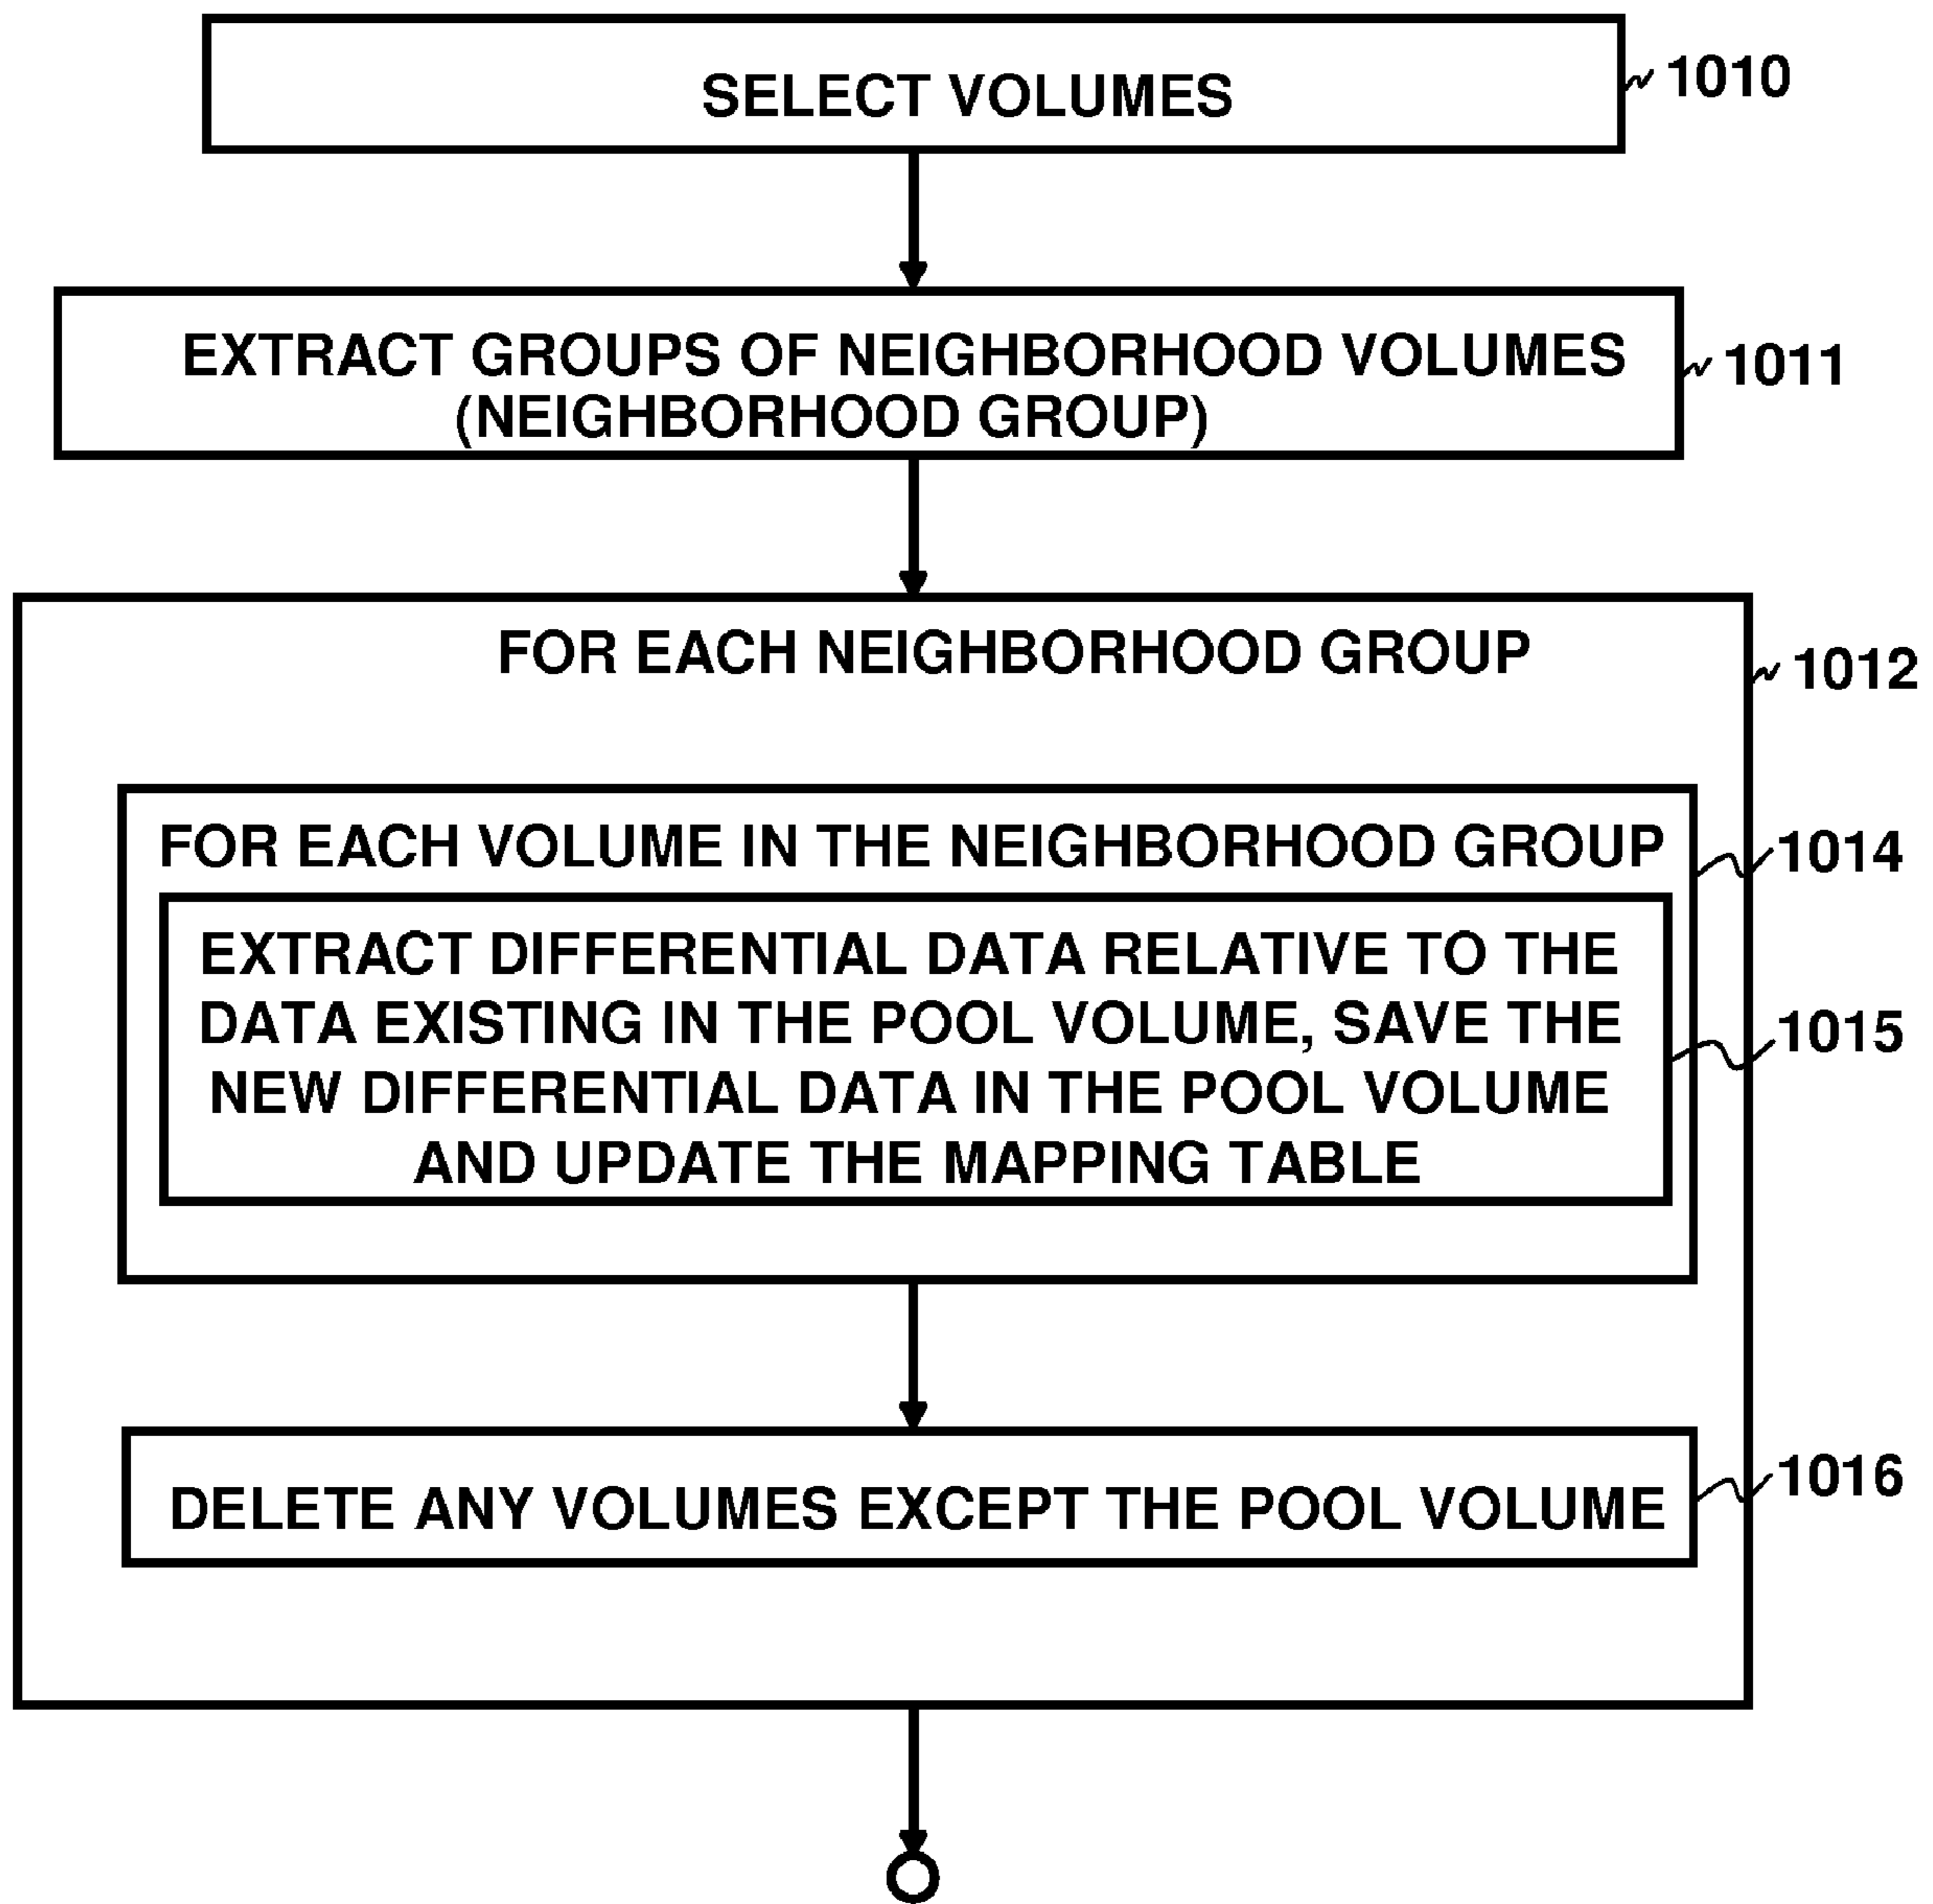 SELECT VOLUMES
1010
EXTRACT GROUPS OF NEIGHBORHOOD VOLUMES
(NEIGHBORHOOD GROUP)
1011
FOR EACH NEIGHBORHOOD GROUP
1012
FOR EACH VOLUME IN THE NEIGHBORHOOD GROUP
1014
EXTRACT DIFFERENTIAL DATA RELATIVE TO THE
DATA EXISTING IN THE POOL VOLUME, SAVE THE
NEW DIFFERENTIAL DATA IN THE POOL VOLUME
AND UPDATE THE MAPPING TABLE
1015
DELETE ANY VOLUMES EXCEPT THE POOL VOLUME
1016